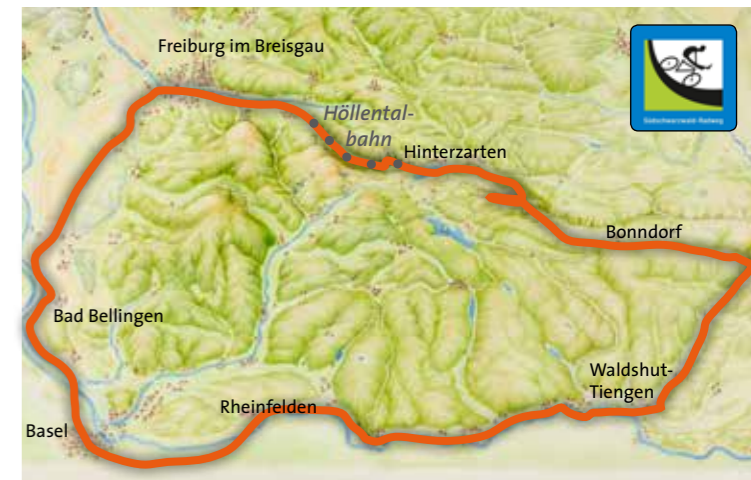 Freiburg im Breisgau
Südschwarzwald-Radweg
Höllental-
bahn
Hinterzarten
Bonndorf
Bad Bellingen
Waldshut-
Tiengen
Rheinfelden
Basel